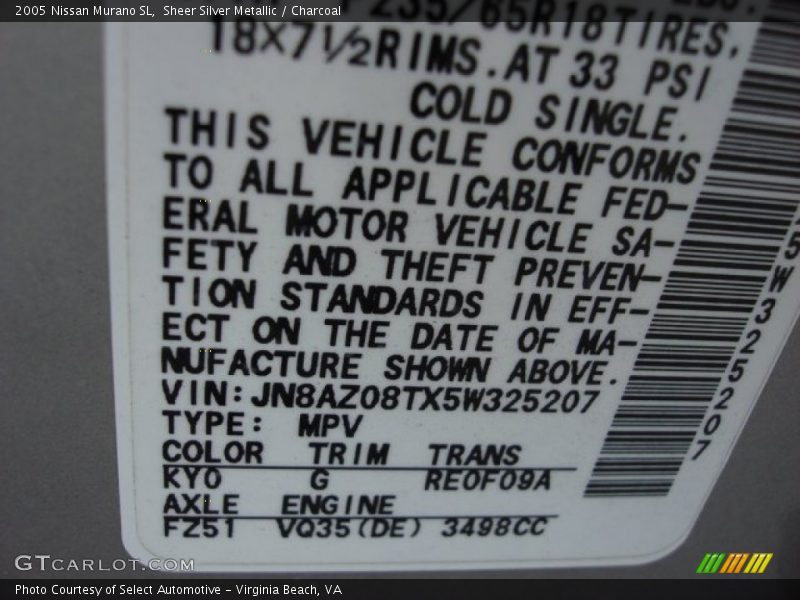 2005 Nissan Murano SL,  Sheer Silver Metallic / Charcoal
P235/65R18TIRES,
18X7½RIMS.AT 33 PSI
COLD SINGLE.
THIS VEHICLE CONFORMS
TO ALL APPLICABLE FED-
ERAL MOTOR VEHICLE SA-
FETY AND THEFT PREVEN-
TION STANDARDS IN EFF-
ECT ON THE DATE OF MA-
NUFACTURE SHOWN ABOVE.
VIN:JN8AZ08TX5W325207
TYPE: MPV
COLOR TRIM TRANS
KY0 G RE0F09A
AXLE ENGINE
FZ51 VQ35(DE) 3498CC
5W325207
GTCARLOT.COM
Photo Courtesy of Select Automotive - Virginia Beach, VA